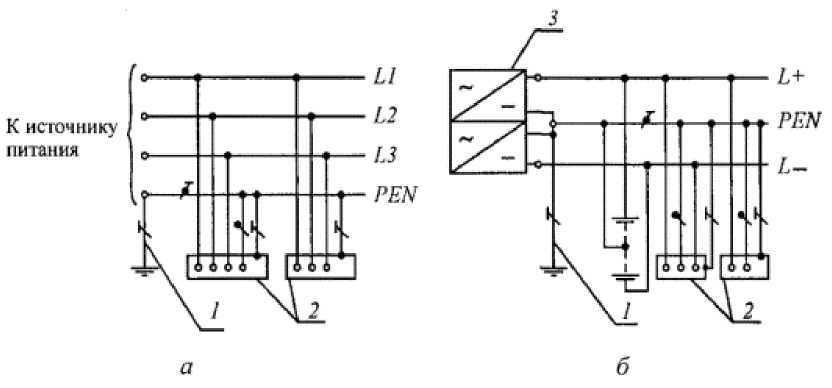 3
L1
L2
L3
PEN
К источнику
питания
1
2
а
~
–
~
–
L+
PEN
L–
1
2
б